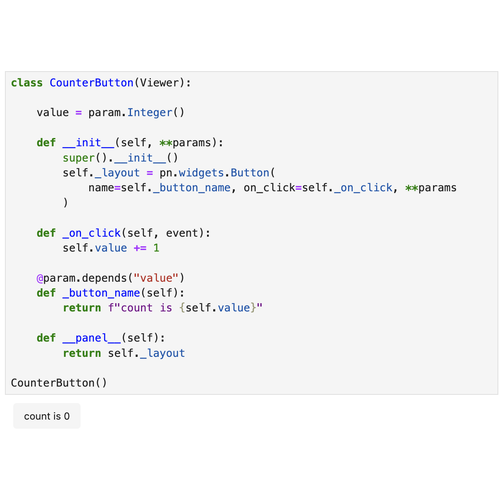 class CounterButton(Viewer):

    value = param.Integer()

    def __init__(self, **params):
        super().__init__()
        self._layout = pn.widgets.Button(
            name=self._button_name, on_click=self._on_click, **params
        )

    def _on_click(self, event):
        self.value += 1

    @param.depends("value")
    def _button_name(self):
        return f"count is {self.value}"

    def __panel__(self):
        return self._layout

CounterButton()
count is 0